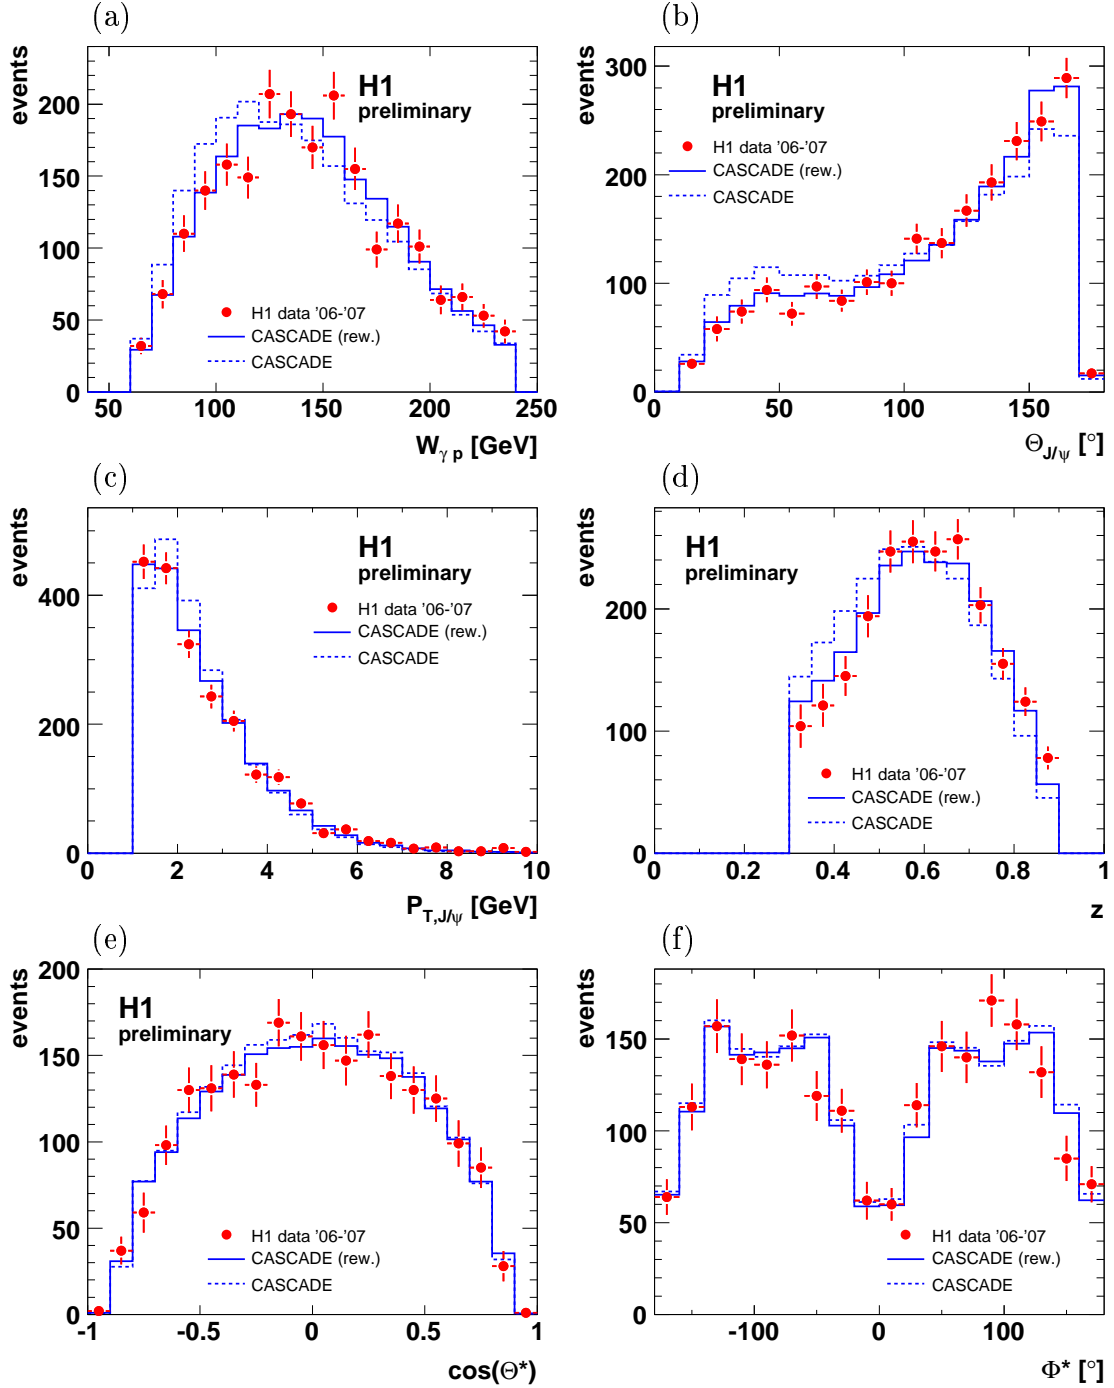 (a)
events
200
150
100
50
0
H1
preliminary
H1 data '06-'07
CASCADE (rew.)
CASCADE
50 100 150 200 250
W γ p [GeV]
(b)
events
300
200
100
0
H1
preliminary
H1 data '06-'07
CASCADE (rew.)
CASCADE
0 50 100 150
Θ J/ψ [°]
(c)
events
400
200
0
H1
preliminary
H1 data '06-'07
CASCADE (rew.)
CASCADE
0 2 4 6 8 10
P T,J/ψ [GeV]
(d)
events
200
100
0
H1
preliminary
H1 data '06-'07
CASCADE (rew.)
CASCADE
0 0.2 0.4 0.6 0.8 1
z
(e)
events
200
150
100
50
0
H1
preliminary
H1 data '06-'07
CASCADE (rew.)
CASCADE
-1 -0.5 0 0.5 1
cos(Θ*)
(f)
events
150
100
50
0
H1 data '06-'07
CASCADE (rew.)
CASCADE
-100 0 100
Φ* [°]